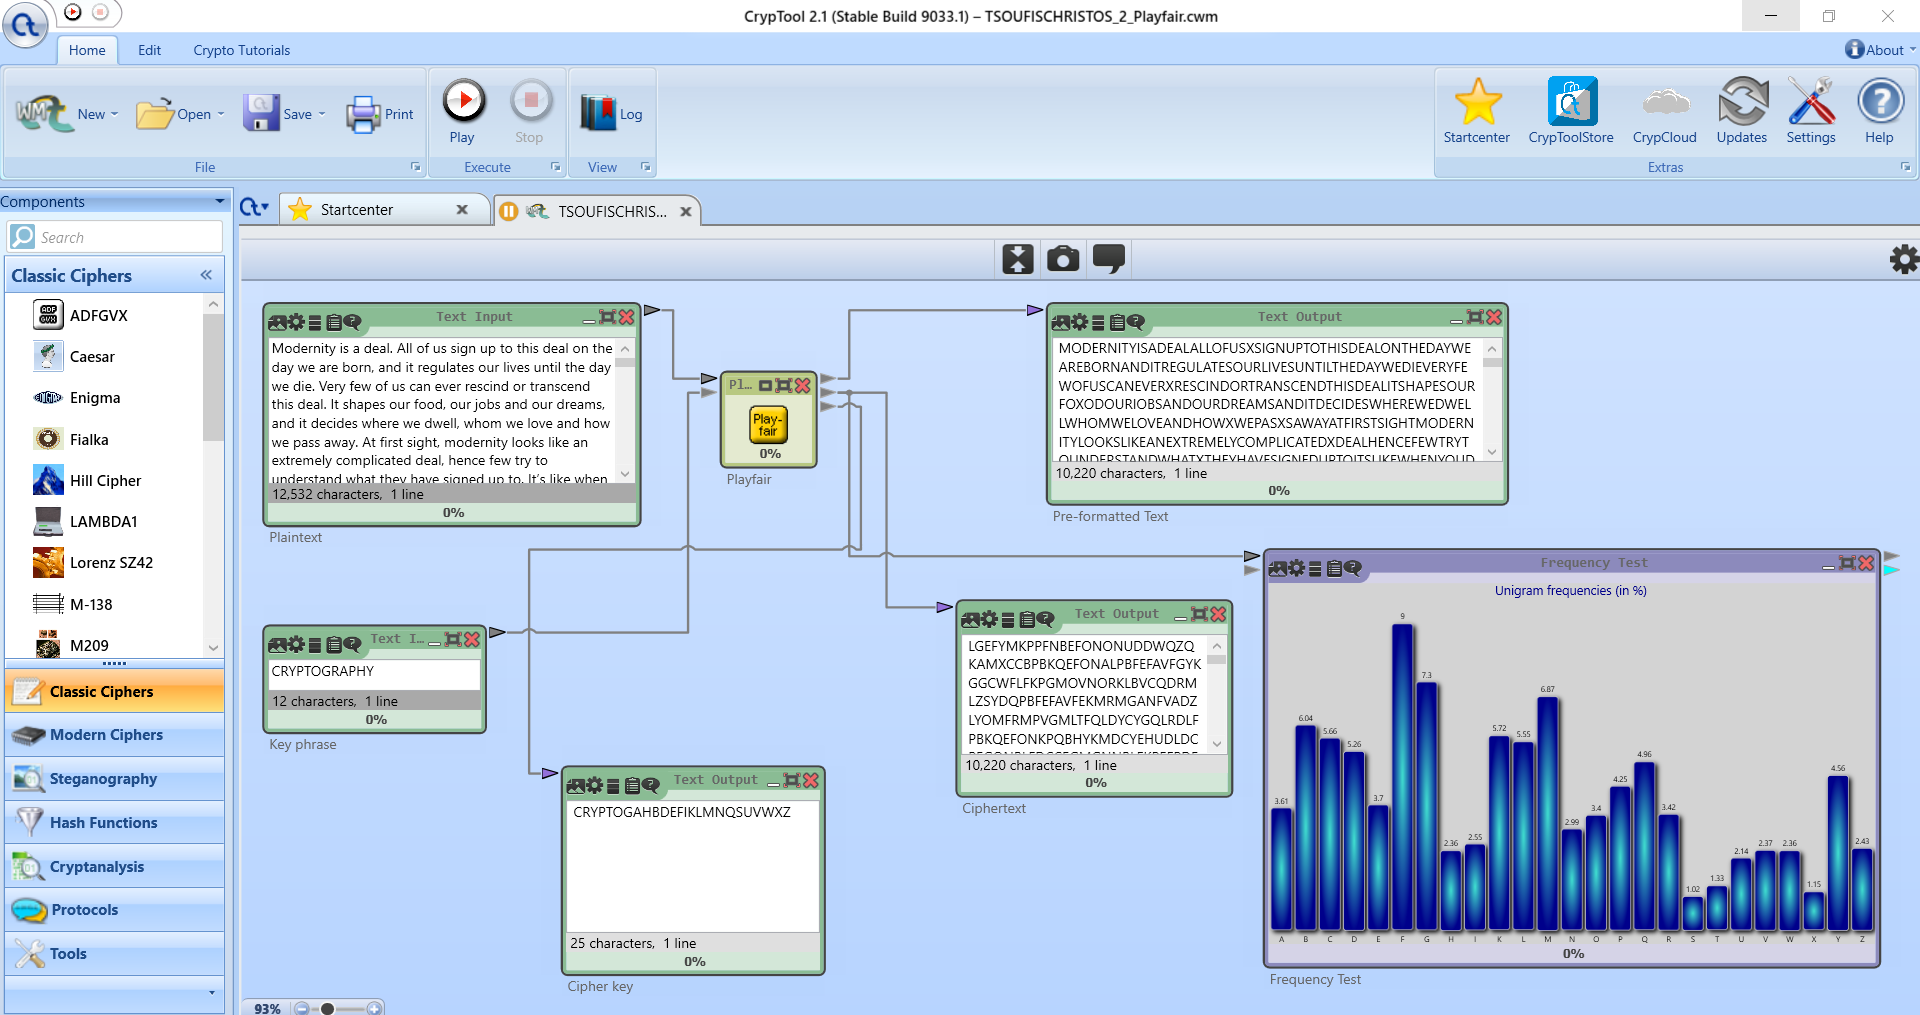 CrypTool 2.1 (Stable Build 9033.1) – TSOUFISCHRISTOS_2_Playfair.cwm
Home Edit Crypto Tutorials About
New Open Save Print
Play Stop
Log
Startcenter CrypToolStore CrypCloud Updates Settings Help
File Execute View Extras
Components
Startcenter
TSOUFISCHRIS...
Search
Classic Ciphers
ADFGVX
Caesar
Enigma
Fialka
Hill Cipher
LAMBDA1
Lorenz SZ42
M-138
M209
Classic Ciphers
Modern Ciphers
Steganography
Hash Functions
Cryptanalysis
Protocols
Tools
Text Input
Modernity is a deal. All of us sign up to this deal on the
day we are born, and it regulates our lives until the day
we die. Very few of us can ever rescind or transcend
this deal. It shapes our food, our jobs and our dreams,
and it decides where we dwell, whom we love and how
we pass away. At first sight, modernity looks like an
extremely complicated deal, hence few try to
understand what they have signed up to. It's like when
12,532 characters, 1 line
0%
Plaintext
Pl...
Play-
fair
0%
Playfair
Text Output
MODERNITYISADEALALLOFUSXSIGNUPTOTHISDEALONTHEDAYWE
AREBORNANDITREGULATESOURLIVESUNTILTHEDAYWEDIEVERYFE
WOFUSCANEVERXRESCINDORTRANSCENDTHISDEALITSHAPESOUR
FOXODOURIOBSANDOURDREAMSANDITDECIDESWHEREWEDWEL
LWHOMWELOVEANDHOWXWEPASXSAWAYATFIRSTSIGHTMODERN
ITYLOOKSLIKEANEXTREMELYCOMPLICATEDXDEALHENCEFEWTRYT
OUNDERSTANDWHATXTHEYHAVESIGNEDUPTOITSLIKEWHENYOUD
10,220 characters, 1 line
0%
Pre-formatted Text
Text I...
CRYPTOGRAPHY
12 characters, 1 line
0%
Key phrase
Text Output
CRYPTOGAHBDEFIKLMNQSUVWXZ
25 characters, 1 line
0%
Cipher key
Text Output
LGEFYMKPPFNBEFONONUDDWQZQ
KAMXCCBPBKQEFONALPBFEFAVFGYK
GGCWFLFKPGMOVNORKLBVCQDRM
LZSYDQPBFEFAVFEKMRMGANFVADZ
LYOMFRMPVGMLTFQLDYCYGQLRDLF
PBKQEFONKPQBHYKMDCYEHUDLDC
10,220 characters, 1 line
0%
Ciphertext
Frequency Test
Unigram frequencies (in %)
3.61 6.04 5.66 5.26 3.7 9 7.3 2.36 2.55 5.72 5.55 6.87 2.99 3.4 4.25 4.96 3.42 1.02 1.33 2.14 2.37 2.36 1.15 4.56 2.43
A B C D E F G H I K L M N O P Q R S T U V W X Y Z
0%
Frequency Test
93%